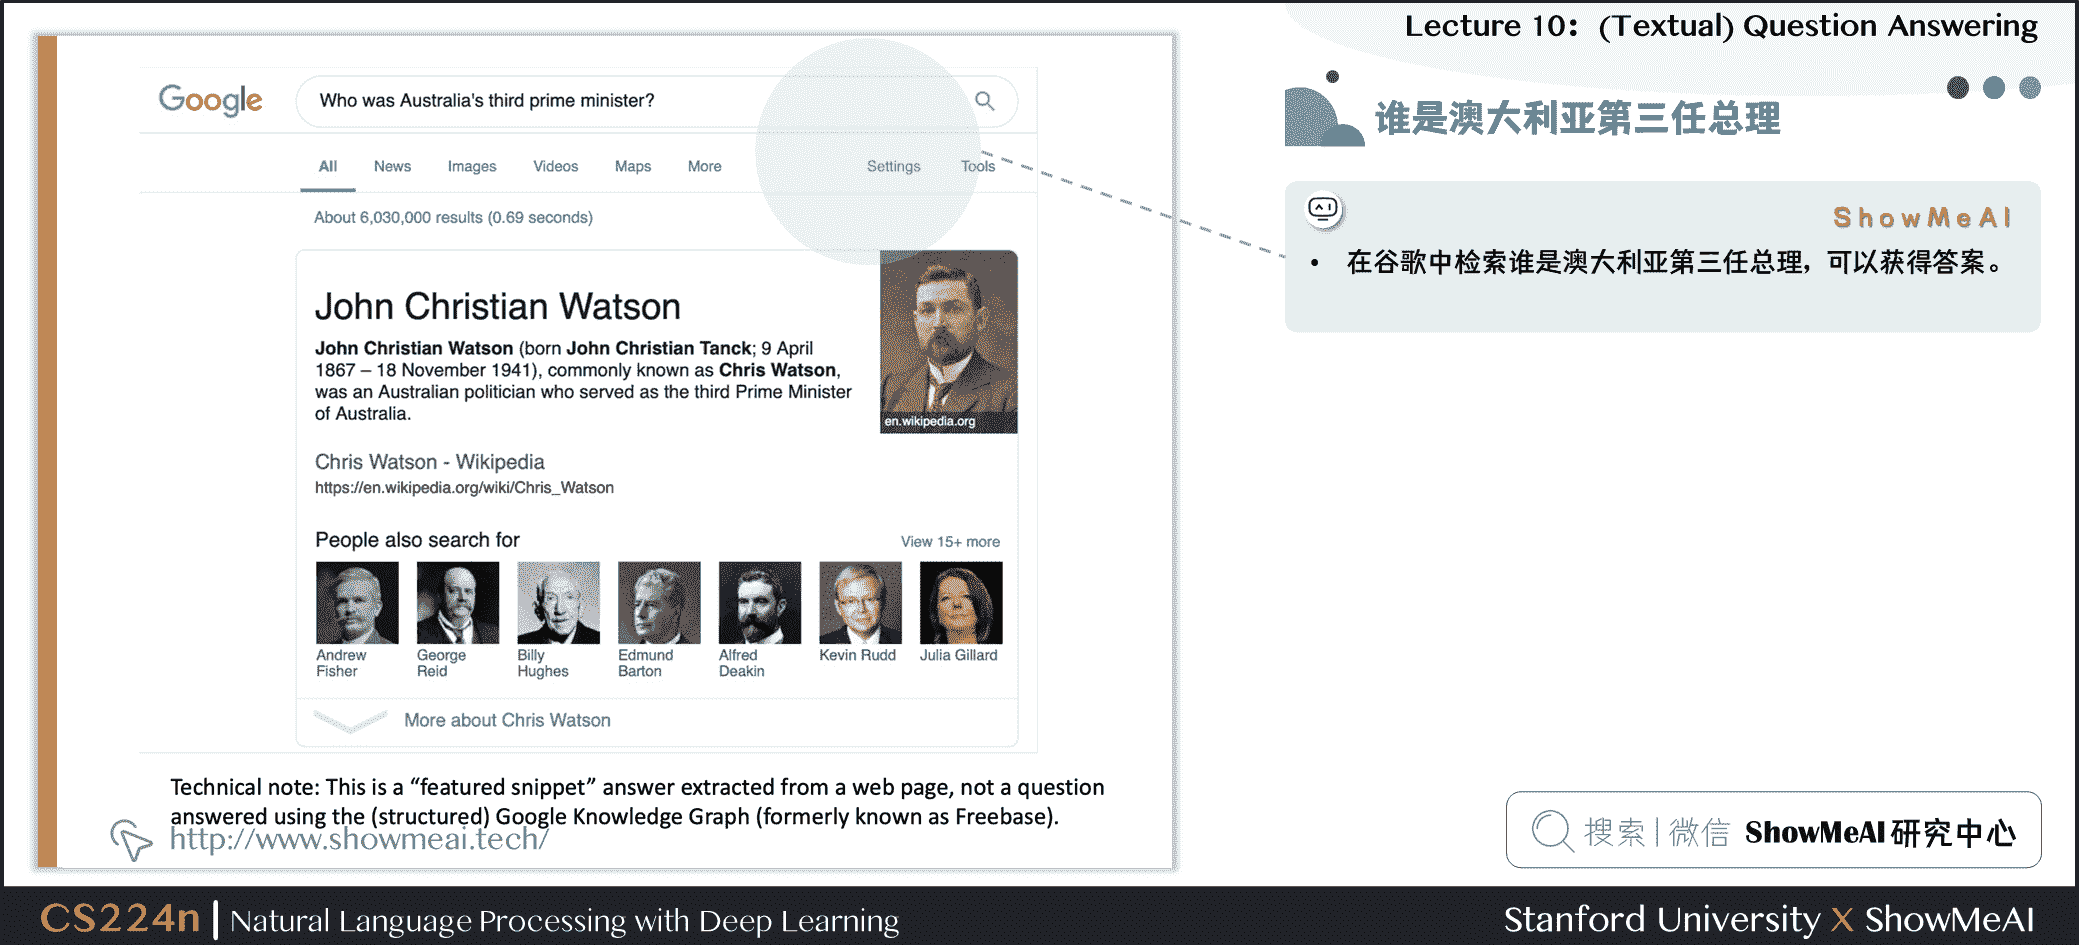 Lecture 10: (Textual) Question Answering
Google
Who was Australia's third prime minister?
All News Images Videos Maps More Settings Tools
About 6,030,000 results (0.69 seconds)
John Christian Watson
John Christian Watson (born John Christian Tanck; 9 April
1867 – 18 November 1941), commonly known as Chris Watson,
was an Australian politician who served as the third Prime Minister
of Australia.
en.wikipedia.org
Chris Watson - Wikipedia
https://en.wikipedia.org/wiki/Chris_Watson
People also search for
View 15+ more
Andrew Fisher
George Reid
Billy Hughes
Edmund Barton
Alfred Deakin
Kevin Rudd
Julia Gillard
More about Chris Watson
Technical note: This is a “featured snippet” answer extracted from a web page, not a question
answered using the (structured) Google Knowledge Graph (formerly known as Freebase).
http://www.showmeai.tech/
谁是澳大利亚第三任总理
ShowMeAI
• 在谷歌中检索谁是澳大利亚第三任总理，可以获得答案。
搜索|微信 ShowMeAI 研究中心
CS224n | Natural Language Processing with Deep Learning
Stanford University X ShowMeAI